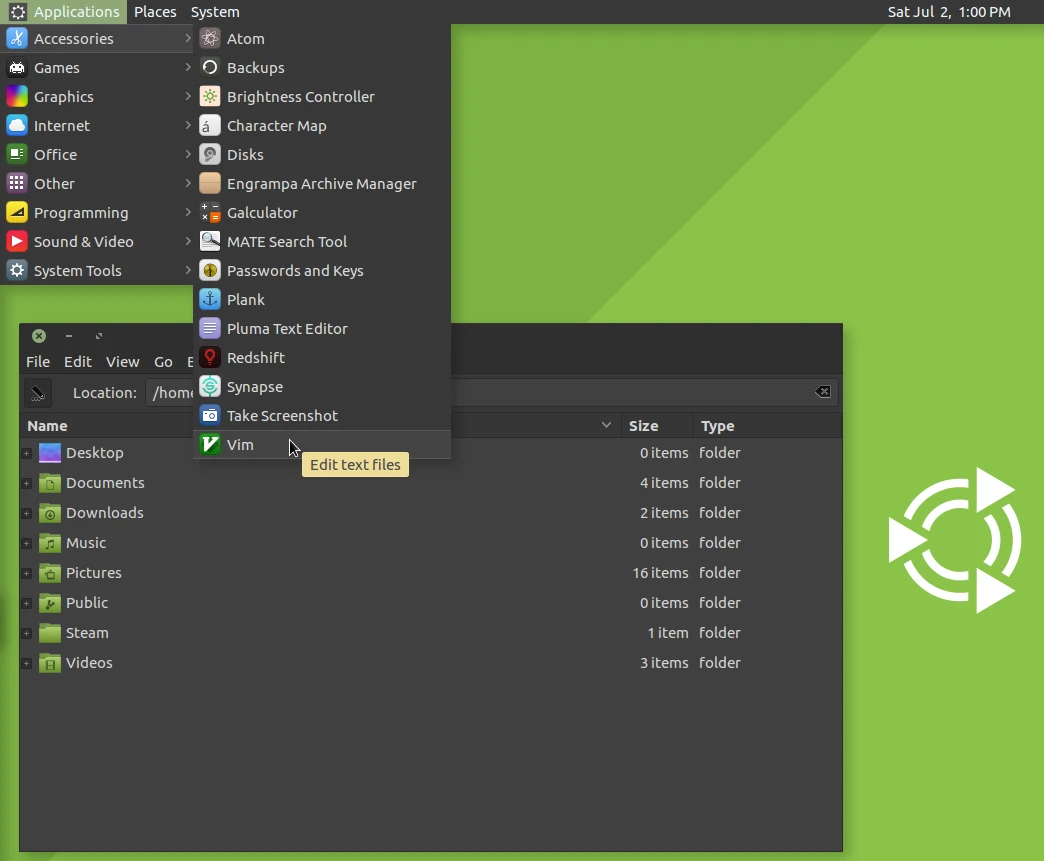 Applications Places System Sat Jul 2, 1:00 PM
Accessories
Games
Graphics
Internet
Office
Other
Programming
Sound & Video
System Tools
Atom
Backups
Brightness Controller
Character Map
á
Disks
Engrampa Archive Manager
Galculator
MATE Search Tool
Passwords and Keys
Plank
Pluma Text Editor
Redshift
Synapse
Take Screenshot
Vim
Edit text files
File Edit View Go
Location: /home
Name Size Type
Desktop 0 items folder
Documents 4 items folder
Downloads 2 items folder
Music 0 items folder
Pictures 16 items folder
Public 0 items folder
Steam 1 item folder
Videos 3 items folder